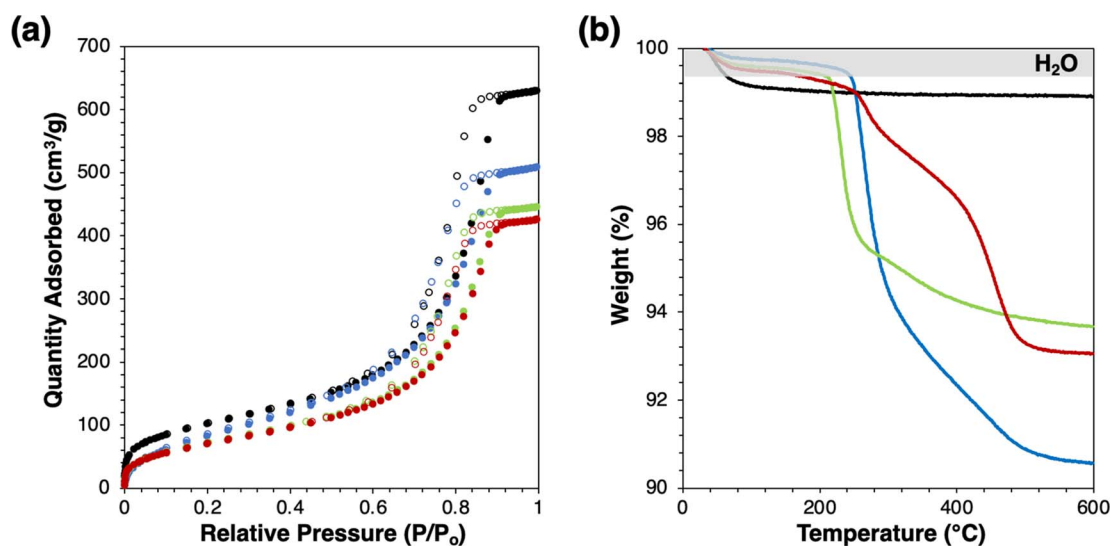 (a)
700
600
500
400
300
200
100
0
Quantity Adsorbed (cm³/g)
0 0.2 0.4 0.6 0.8 1
Relative Pressure (P/Pₒ)
(b)
100
98
96
94
92
90
Weight (%)
H₂O
0 200 400 600
Temperature (°C)